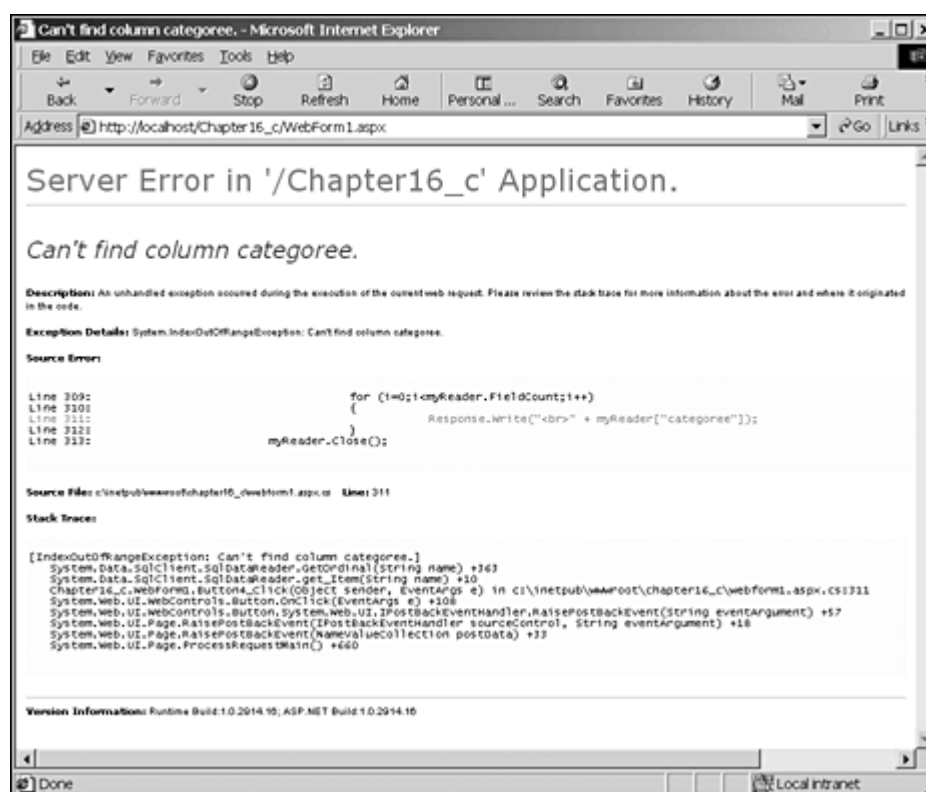 Can't find column categoree. - Microsoft Internet Explorer
File Edit View Favorites Tools Help
Back Forward Stop Refresh Home Personal ... Search Favorites History Mail Print
Address http://localhost/Chapter16_c/WebForm1.aspx Go Links
Server Error in '/Chapter16_c' Application.
Can't find column categoree.
Description: An unhandled exception occurred during the execution of the current web request. Please review the stack trace for more information about the error and where it originated
in the code.
Exception Details: System.IndexOutOfRangeException: Can't find column categoree.
Source Error:
Line 309: for (i=0;i<myReader.FieldCount;i++)
Line 310: {
Line 311: Response.Write("<br>" + myReader["categoree"]);
Line 312: }
Line 313: myReader.Close();
Source File: c:\inetpub\wwwroot\chapter16_c\webform1.aspx.cs Line: 311
Stack Trace:
[IndexOutOfRangeException: Can't find column categoree.]
System.Data.SqlClient.SqlDataReader.GetOrdinal(String name) +363
System.Data.SqlClient.SqlDataReader.get_Item(String name) +10
Chapter16_c.WebForm1.Button4_Click(Object sender, EventArgs e) in c:\inetpub\wwwroot\chapter16_c\webform1.aspx.cs:311
System.Web.UI.WebControls.Button.OnClick(EventArgs e) +108
System.Web.UI.WebControls.Button.System.Web.UI.IPostBackEventHandler.RaisePostBackEvent(String eventArgument) +57
System.Web.UI.Page.RaisePostBackEvent(IPostBackEventHandler sourceControl, String eventArgument) +18
System.Web.UI.Page.RaisePostBackEvent(NameValueCollection postData) +33
System.Web.UI.Page.ProcessRequestMain() +660
Version Information: Runtime Build:1.0.2914.16; ASP.NET Build:1.0.2914.16
Done Local intranet